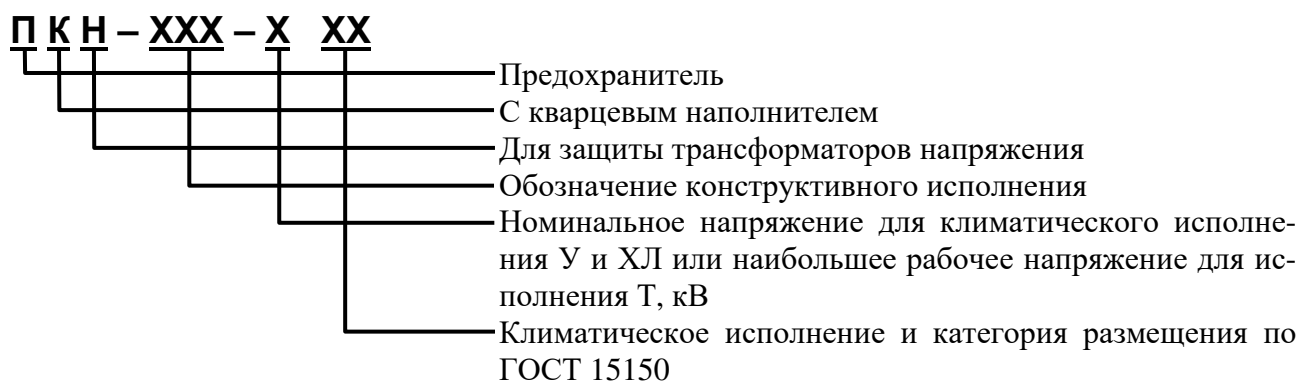 П К Н – ХХХ – Х ХХ
Предохранитель
С кварцевым наполнителем
Для защиты трансформаторов напряжения
Обозначение конструктивного исполнения
Номинальное напряжение для климатического исполне-
ния У и ХЛ или наибольшее рабочее напряжение для ис-
полнения Т, кВ
Климатическое исполнение и категория размещения по
ГОСТ 15150